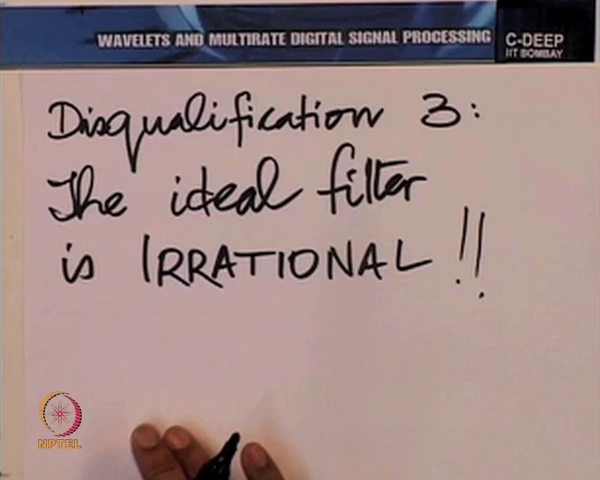 WAVELETS AND MULTIRATE DIGITAL SIGNAL PROCESSING
C-DEEP
IIT BOMBAY
Disqualification 3:
The ideal filter
is IRRATIONAL !!
NPTEL